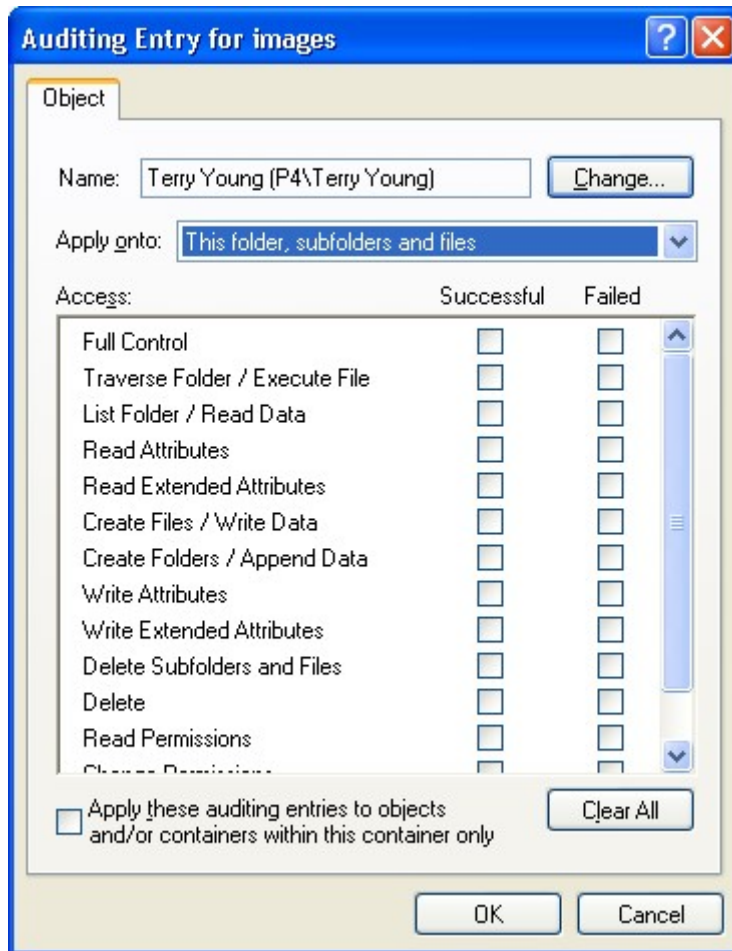 Auditing Entry for images
Object
Name: Terry Young (P4\Terry Young) Change...
Apply onto: This folder, subfolders and files
Access: Successful Failed
Full Control
Traverse Folder / Execute File
List Folder / Read Data
Read Attributes
Read Extended Attributes
Create Files / Write Data
Create Folders / Append Data
Write Attributes
Write Extended Attributes
Delete Subfolders and Files
Delete
Read Permissions
Change Permissions
Apply these auditing entries to objects
and/or containers within this container only
Clear All
OK Cancel